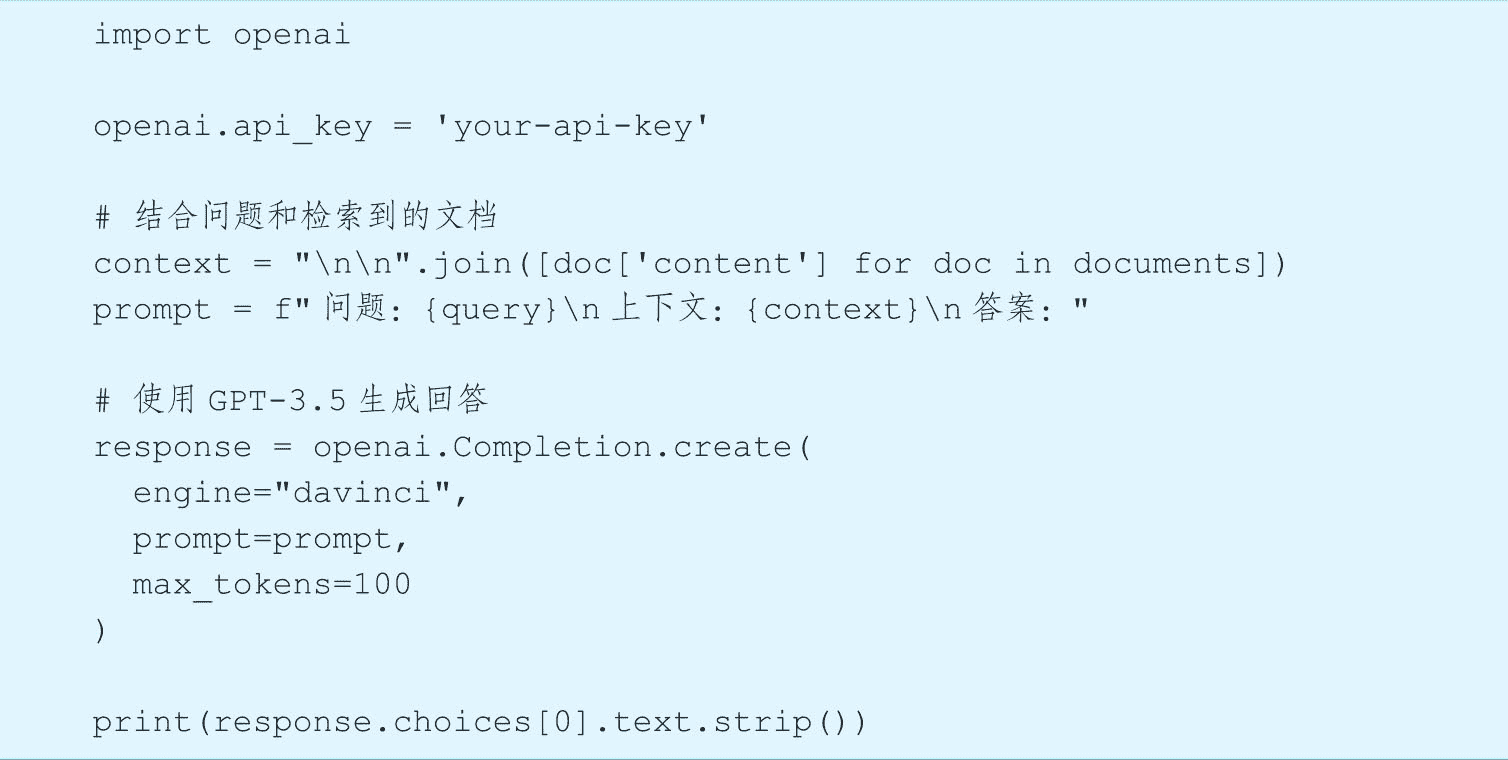 import openai
openai.api_key = 'your-api-key'
# 结合问题和检索到的文档
context = "\n\n".join([doc['content'] for doc in documents])
prompt = f" 问题：{query}\n 上下文：{context}\n 答案："
# 使用 GPT-3.5 生成回答
response = openai.Completion.create(
  engine="davinci",
  prompt=prompt,
  max_tokens=100
)
print(response.choices[0].text.strip())